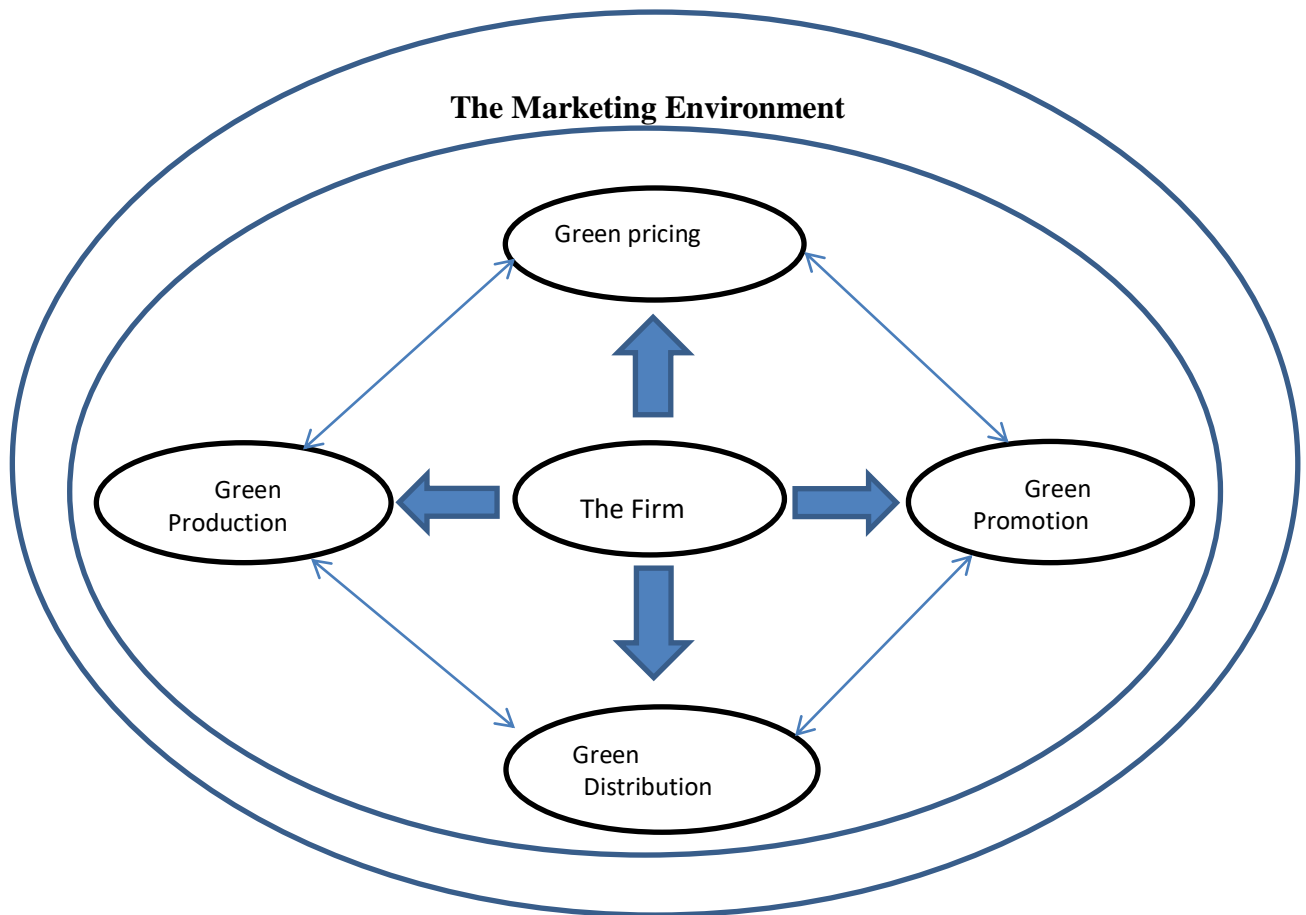 The Marketing Environment
Green pricing
Green
Production
The Firm
Green
Promotion
Green
Distribution